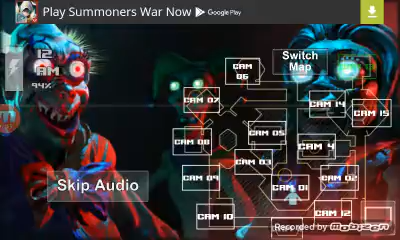 Play Summoners War Now Google Play
12
AM
94%
Switch
Map
CAM
06
CAM 07
CAM 14
CAM 15
CAM 08
CAM 05
CAM 4
CAM 03
CAM 09
CAM 02
CAM 01
CAM 10
CAM 12
Skip Audio
Recorded by mobizen